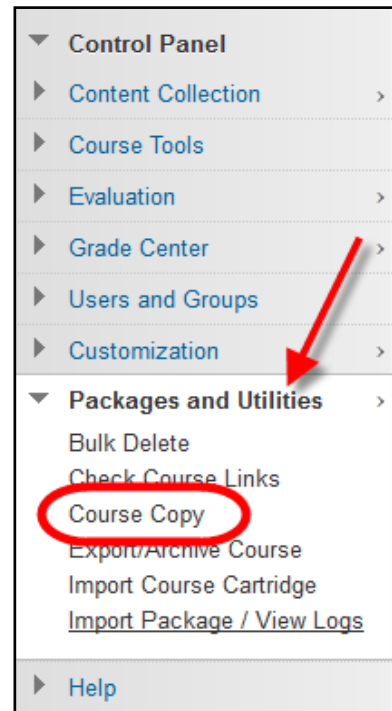 Control Panel
Content Collection
Course Tools
Evaluation
Grade Center
Users and Groups
Customization
Packages and Utilities
Bulk Delete
Check Course Links
Course Copy
Export/Archive Course
Import Course Cartridge
Import Package / View Logs
Help